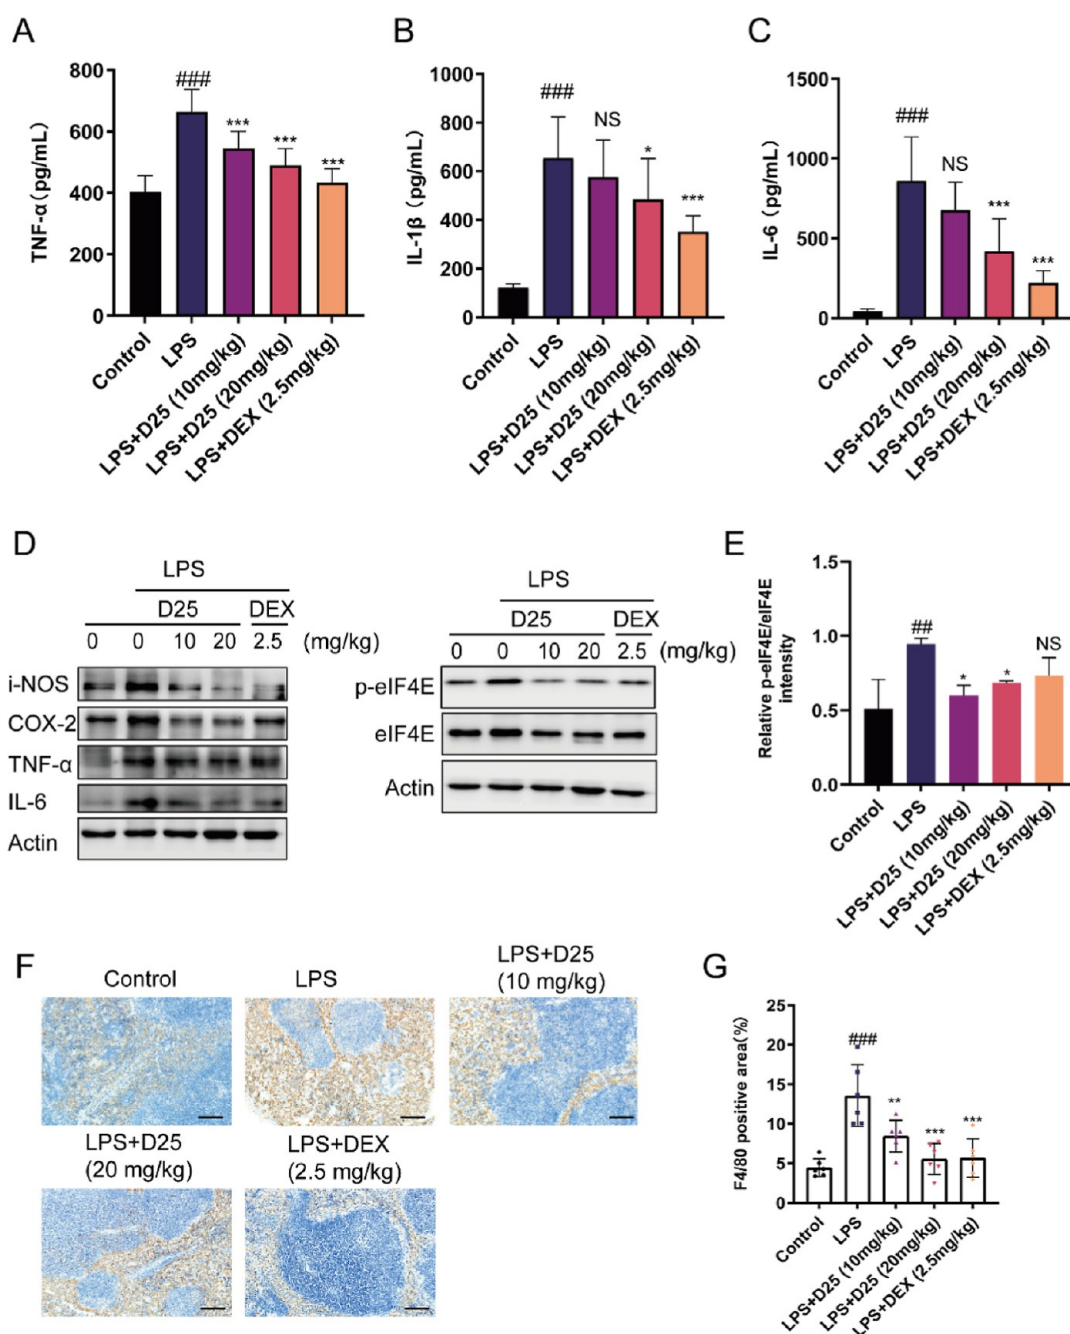 A
TNF-α (pg/mL)
800
600
400
200
0
###
***
***
***
Control
LPS
LPS+D25 (10mg/kg)
LPS+D25 (20mg/kg)
LPS+DEX (2.5mg/kg)
B
IL-1β (pg/mL)
1000
800
600
400
200
0
###
NS
*
***
Control
LPS
LPS+D25 (10mg/kg)
LPS+D25 (20mg/kg)
LPS+DEX (2.5mg/kg)
C
IL-6 (pg/mL)
1500
1000
500
0
###
NS
***
***
Control
LPS
LPS+D25 (10mg/kg)
LPS+D25 (20mg/kg)
LPS+DEX (2.5mg/kg)
D
LPS
D25 DEX
0 0 10 20 2.5 (mg/kg)
i-NOS
COX-2
TNF-α
IL-6
Actin
LPS
D25 DEX
0 0 10 20 2.5 (mg/kg)
p-eIF4E
eIF4E
Actin
E
Relative p-eIF4E/eIF4E
intensity
1.5
1.0
0.5
0.0
##
*
*
NS
Control
LPS
LPS+D25 (10mg/kg)
LPS+D25 (20mg/kg)
LPS+DEX (2.5mg/kg)
F
Control
LPS
LPS+D25
(10 mg/kg)
LPS+D25
(20 mg/kg)
LPS+DEX
(2.5 mg/kg)
G
F4/80 positive area(%)
25
20
15
10
5
0
###
**
***
***
Control
LPS
LPS+D25 (10mg/kg)
LPS+D25 (20mg/kg)
LPS+DEX (2.5mg/kg)